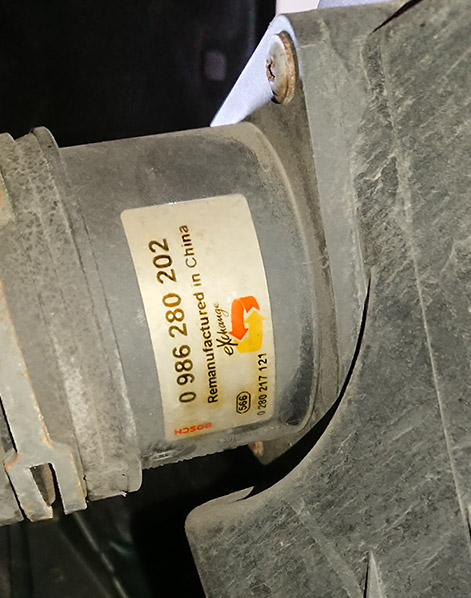 0 986 280 202
Remanufactured in China
eXchange
BOSCH
566
0 280 217 121